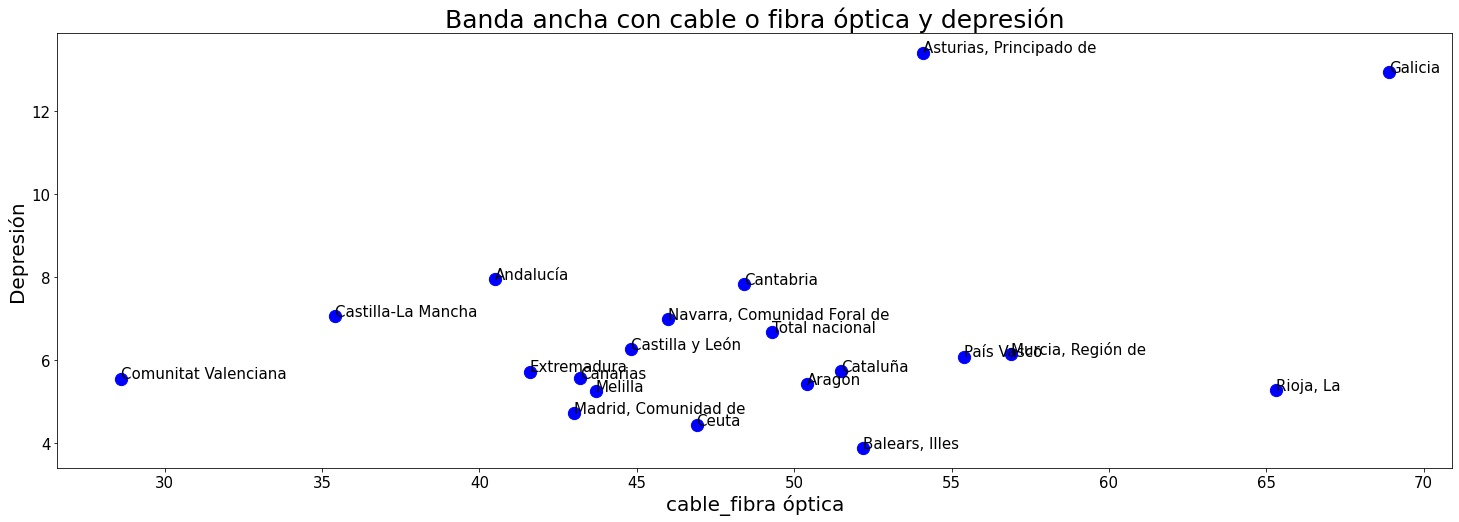 Banda ancha con cable o fibra óptica y depresión
Asturias, Principado de
Galicia
12
10
Depresión
8
Andalucía
Cantabria
Castilla-La Mancha
Navarra, Comunidad Foral de
Total nacional
Castilla y León
País Vasco
Murcia, Región de
6
Extremadura
Canarias
Cataluña
Comunitat Valenciana
Melilla
Aragón
Rioja, La
Madrid, Comunidad de
Ceuta
4
Balears, Illes
30 35 40 45 50 55 60 65 70
cable_fibra óptica